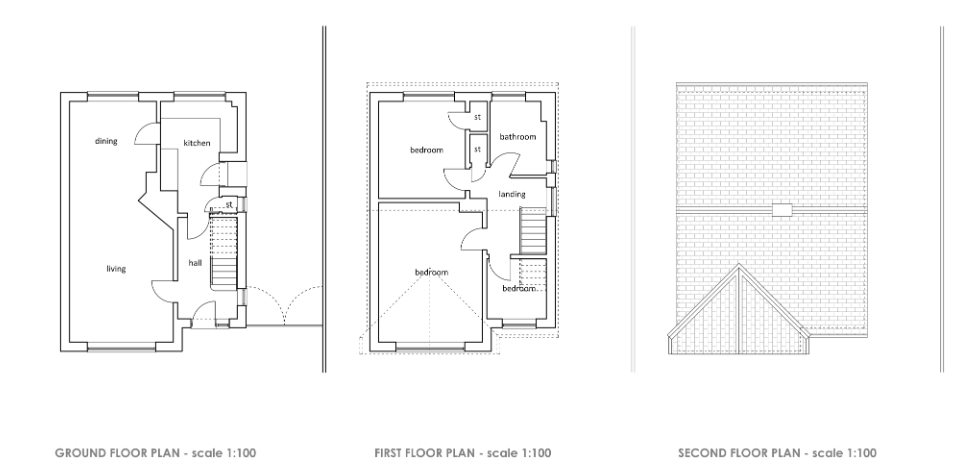 dining
kitchen
st
living
hall
st
bedroom
bathroom
st
landing
bedroom
bedroom
GROUND FLOOR PLAN - scale 1:100
FIRST FLOOR PLAN - scale 1:100
SECOND FLOOR PLAN - scale 1:100